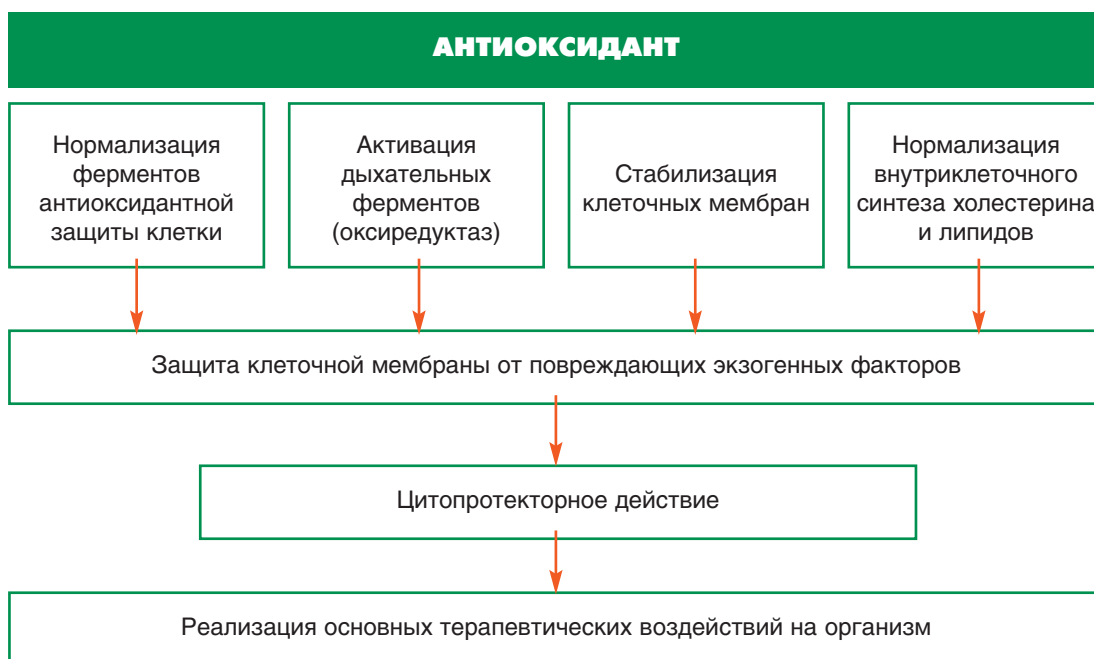 АНТИОКСИДАНТ
Нормализация
ферментов
антиоксидантной
защиты клетки
Активация
дыхательных
ферментов
(оксиредуктаз)
Стабилизация
клеточных мембран
Нормализация
внутриклеточного
синтеза холестерина
и липидов
Защита клеточной мембраны от повреждающих экзогенных факторов
Цитопротекторное действие
Реализация основных терапевтических воздействий на организм